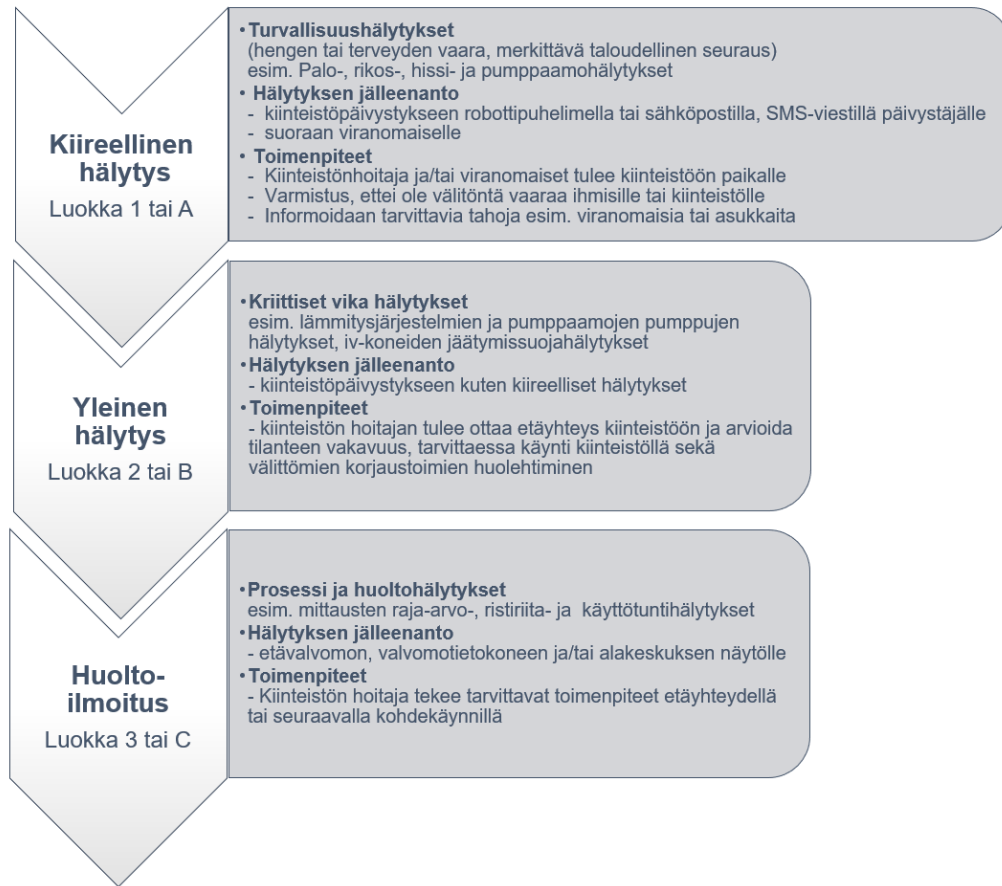 Kiireellinen
hälytys
Luokka 1 tai A
•Turvallisuushälytykset
(hengen tai terveyden vaara, merkittävä taloudellinen seuraus)
esim. Palo-, rikos-, hissi- ja pumppaamohälytykset
• Hälytyksen jälleenanto
- kiinteistöpäivystykseen robottipuhelimella tai sähköpostilla, SMS-viestillä päivystäjälle
- suoraan viranomaiselle
• Toimenpiteet
- Kiinteistönhoitaja ja/tai viranomaiset tulee kiinteistöön paikalle
- Varmistus, ettei ole välitöntä vaaraa ihmisille tai kiinteistölle
- Informoidaan tarvittavia tahoja esim. viranomaisia tai asukkaita
Yleinen
hälytys
Luokka 2 tai B
•Kriittiset vika hälytykset
esim. lämmitysjärjestelmien ja pumppaamojen pumppujen
hälytykset, iv-koneiden jäätymissuojahälytykset
•Hälytyksen jälleenanto
- kiinteistöpäivystykseen kuten kiireelliset hälytykset
•Toimenpiteet
- kiinteistön hoitajan tulee ottaa etäyhteys kiinteistöön ja arvioida
tilanteen vakavuus, tarvittaessa käynti kiinteistöllä sekä
välittömien korjaustoimien huolehtiminen
Huolto-
ilmoitus
Luokka 3 tai C
•Prosessi ja huoltohälytykset
esim. mittausten raja-arvo-, ristiriita- ja käyttötuntihälytykset
•Hälytyksen jälleenanto
- etävalvomon, valvomotietokoneen ja/tai alakeskuksen näytölle
•Toimenpiteet
- Kiinteistön hoitaja tekee tarvittavat toimenpiteet etäyhteydellä
tai seuraavalla kohdekäynnillä